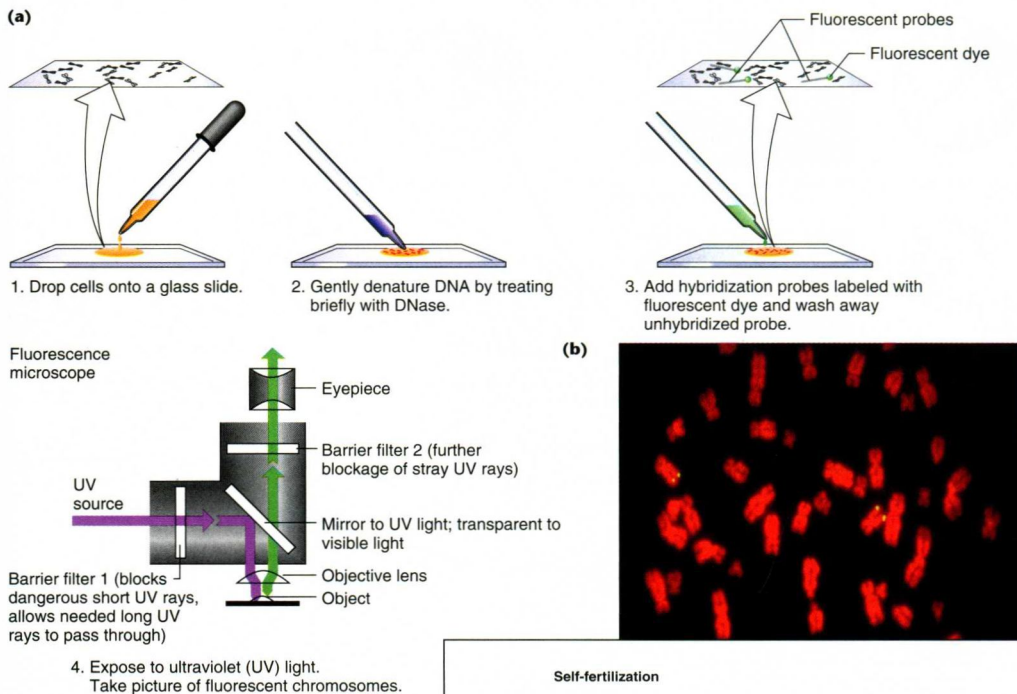 (a)
Fluorescent probes
Fluorescent dye
1. Drop cells onto a glass slide.
2. Gently denature DNA by treating
briefly with DNase.
3. Add hybridization probes labeled with
fluorescent dye and wash away
unhybridized probe.
Fluorescence
microscope
Eyepiece
Barrier filter 2 (further
blockage of stray UV rays)
UV
source
Mirror to UV light; transparent to
visible light
Barrier filter 1 (blocks
dangerous short UV rays,
allows needed long UV
rays to pass through)
Objective lens
Object
4. Expose to ultraviolet (UV) light.
Take picture of fluorescent chromosomes.
(b)
Self-fertilization